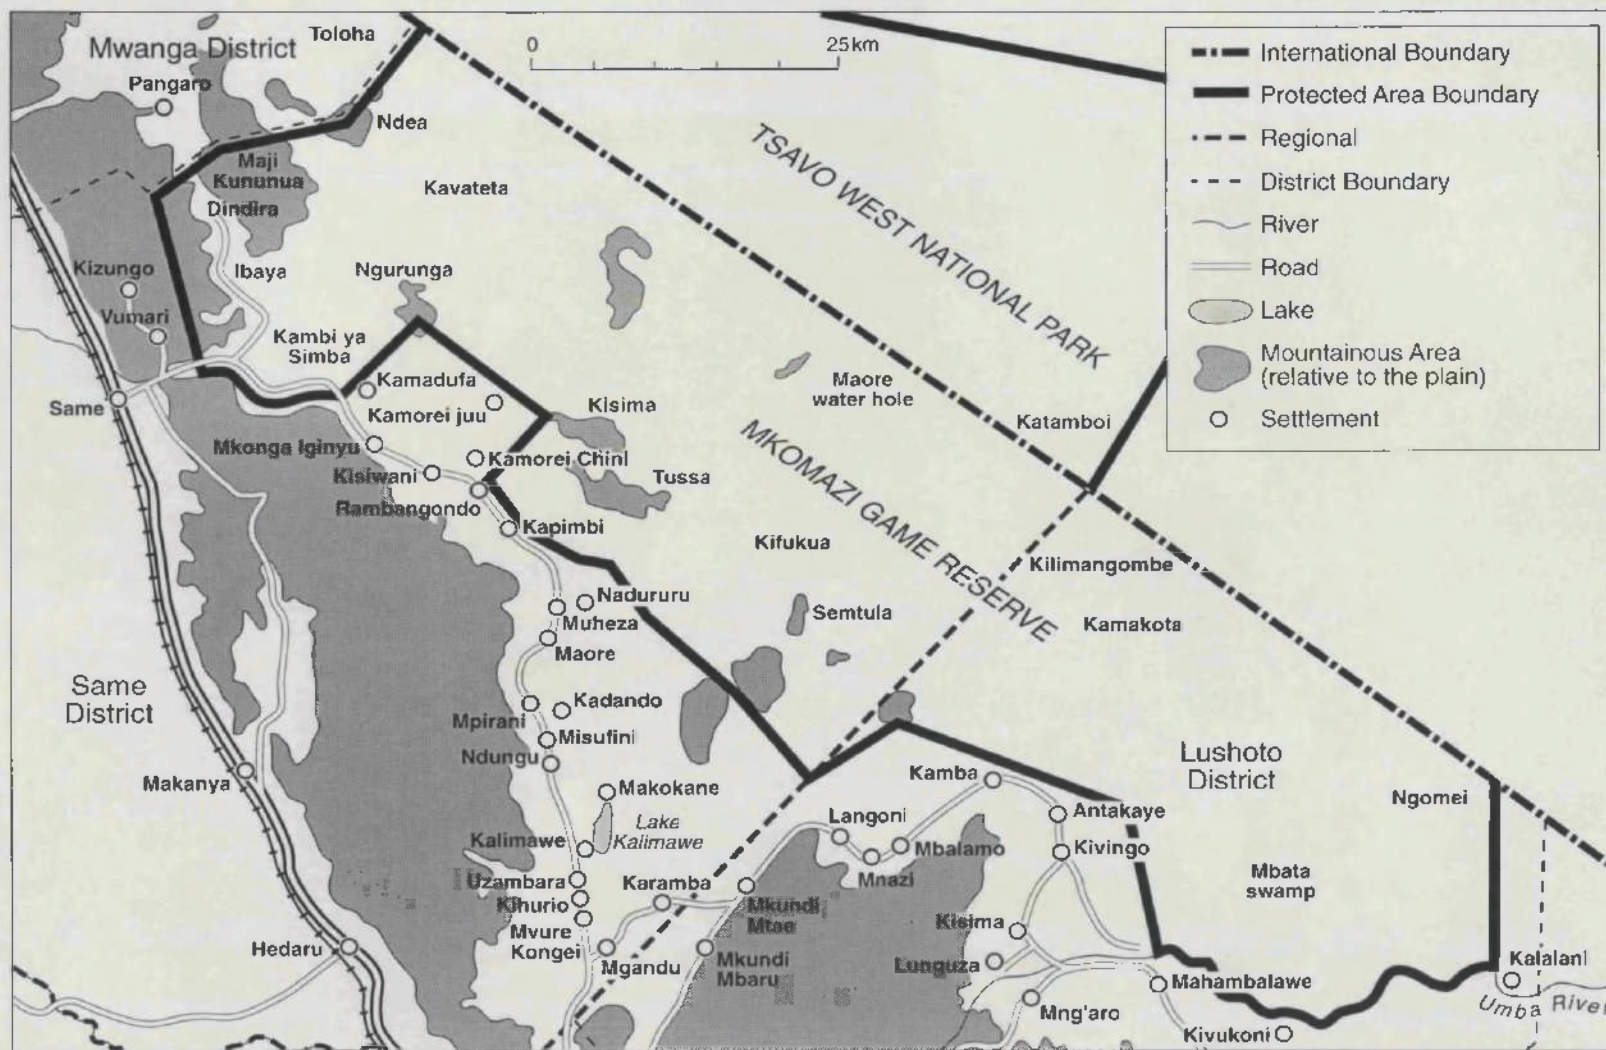 Toloha
Mwanga District
Pangaro
0
25km
International Boundary
Protected Area Boundary
Regional
District Boundary
River
Road
Lake
Mountainous Area
(relative to the plain)
Settlement
Ndea
Maji
Kununua
Dindira
Kavateta
TSAVO WEST NATIONAL PARK
Kizungo
Ibaya
Ngurunga
Vumari
Kambi ya
Simba
Kamadufa
Kamorei juu
Kisima
Maore
water hole
Katamboi
Same
Mkonga Iginyu
Kamorei Chini
Kisiwani
Tussa
Rambangondo
MKOMAZI GAME RESERVE
Kapimbi
Kifukua
Kilimangombe
Nadururu
Semtula
Kamakota
Muheza
Maore
Same
District
Kadando
Mpirani
Misufini
Ndungu
Lushoto
District
Makanya
Makokane
Kamba
Ngomei
Antakaye
Langoni
Lake
Kalimawe
Kalimawe
Mbalamo
Kivingo
Mnazi
Mbata
swamp
Uzambara
Karamba
Kihurio
Mkundi
Mtae
Mvure
Kongei
Kisima
Hedaru
Mgandu
Mkundi
Mbaru
Lunguza
Kalalani
Mahambalawe
Mng'aro
Umba River
Kivukoni